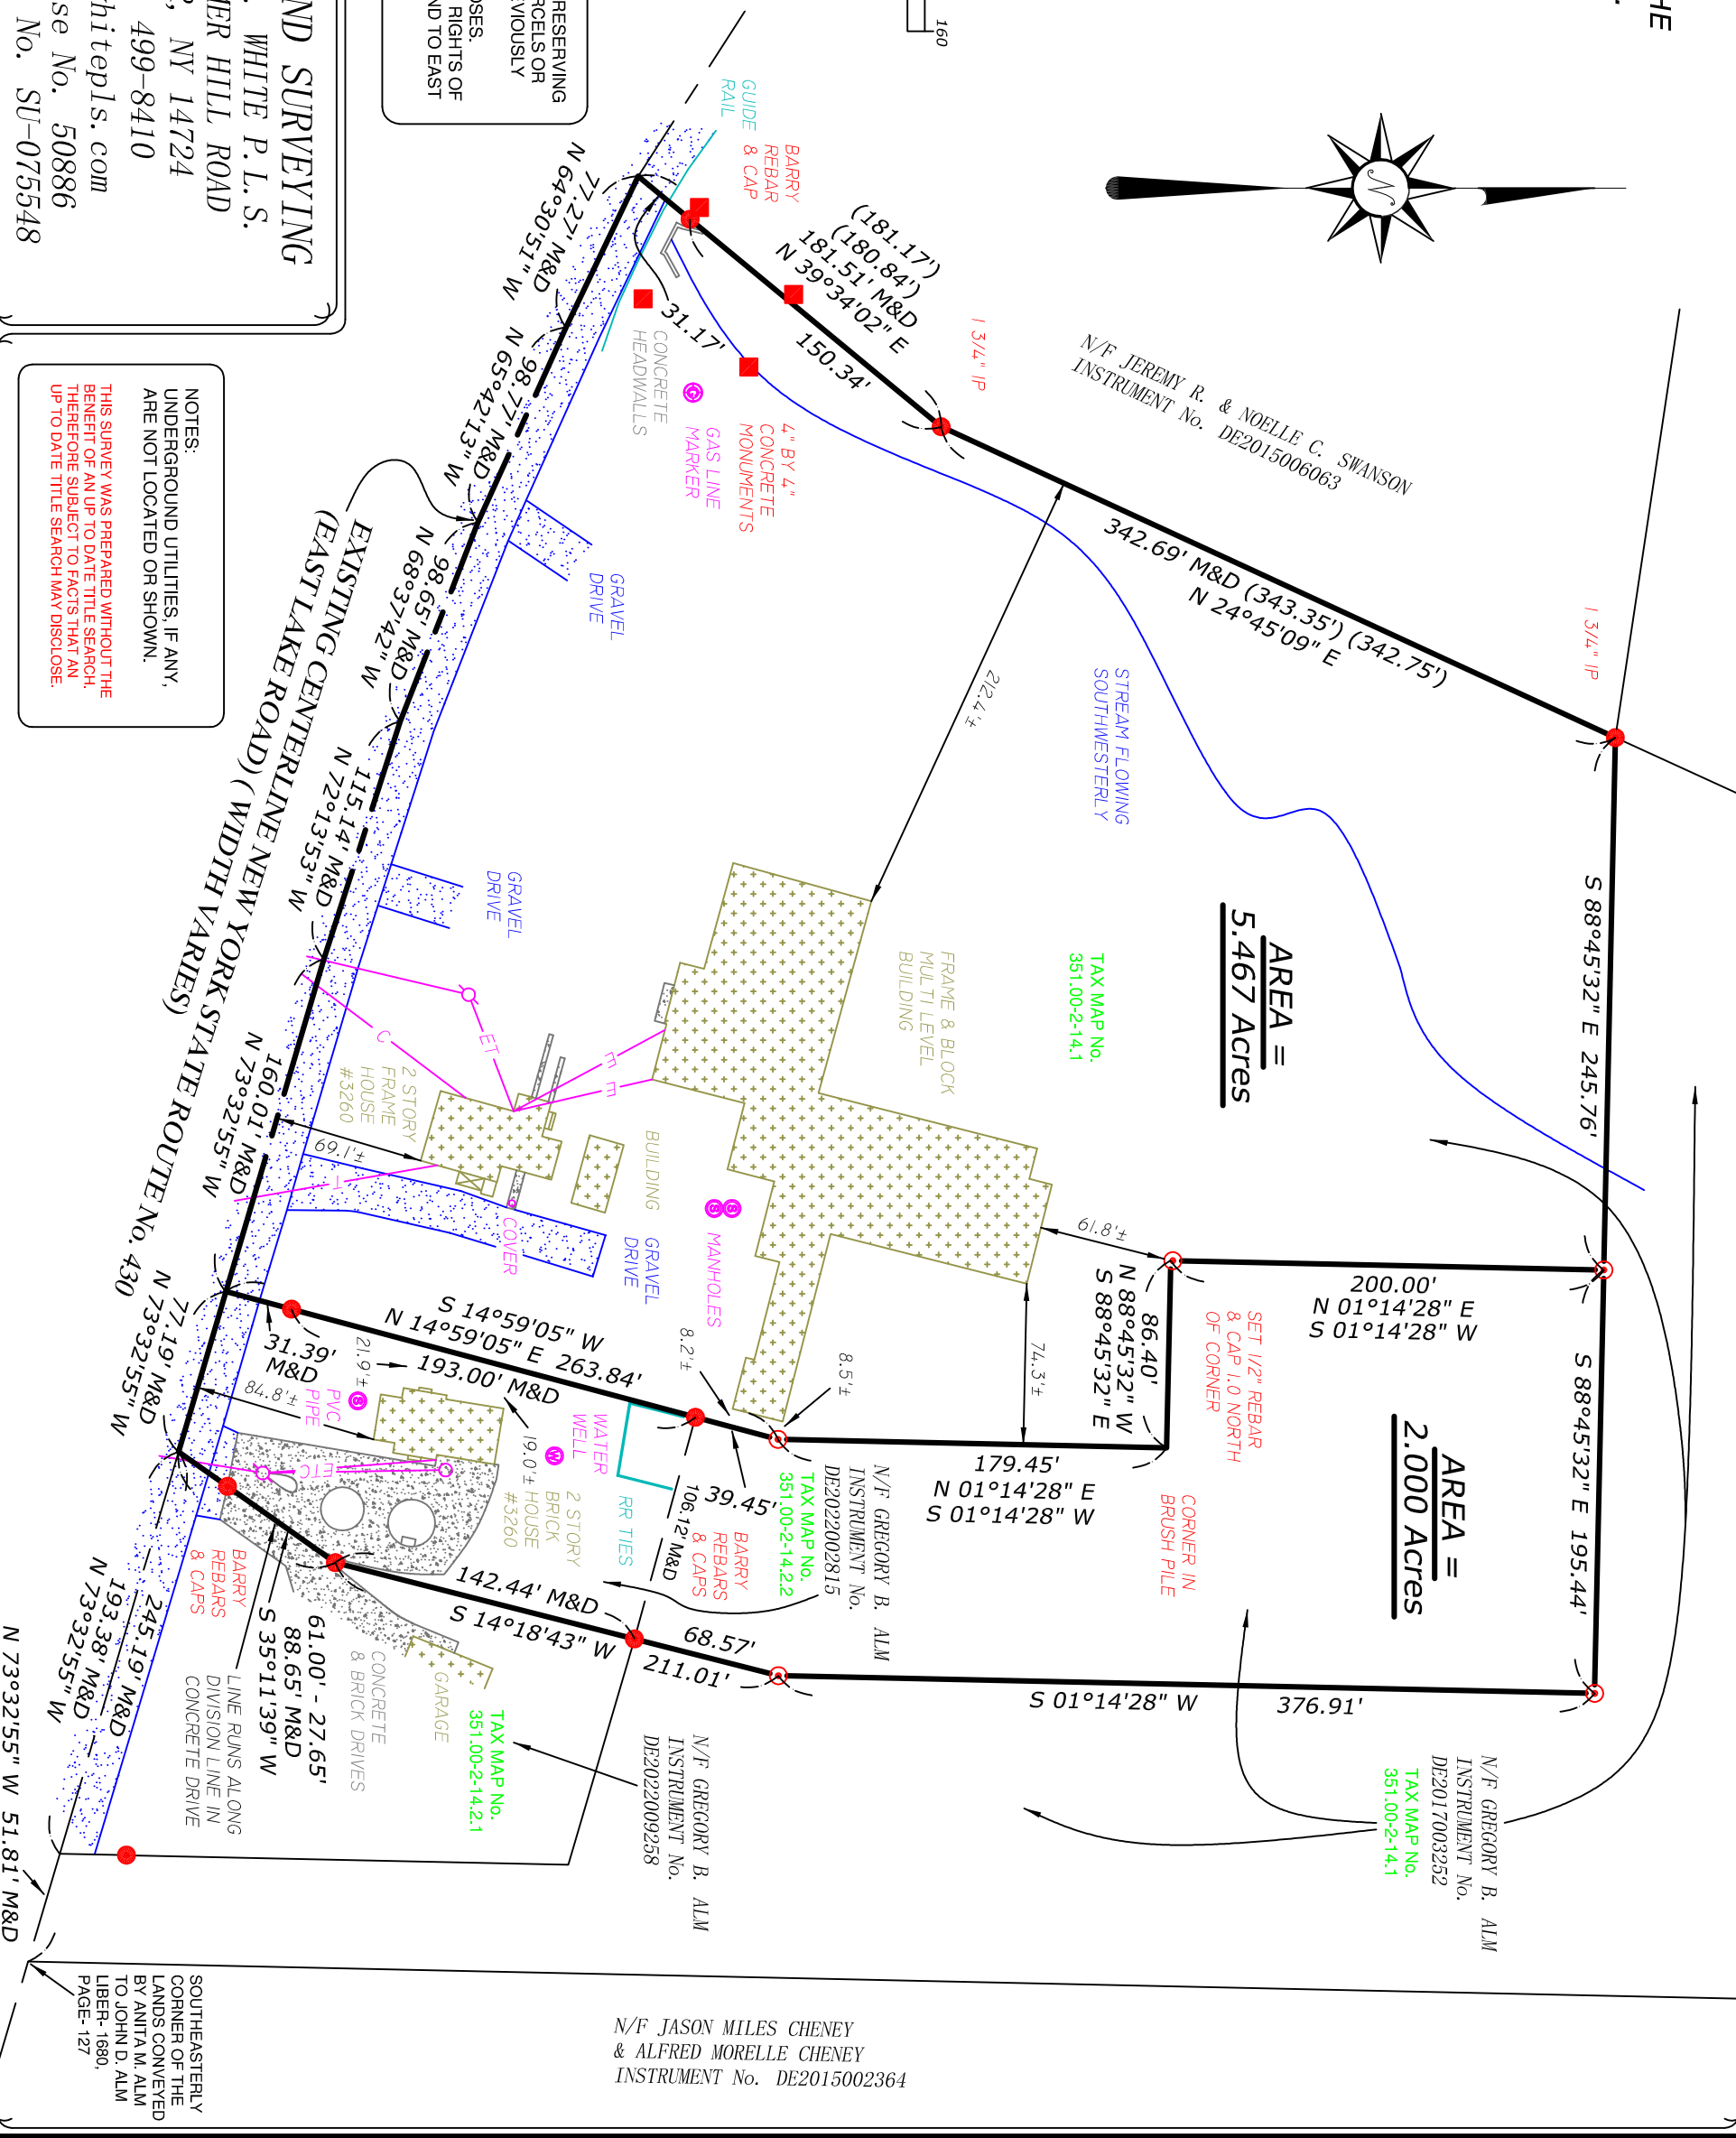 HE
160
RESERVING
RCELS OR
EVIOUSLY
OSES.
RIGHTS OF
ND TO EAST
ND SURVEYING
. WHITE P.L.S.
MER HILL ROAD
, NY 14724
499-8410
hitepls.com
se No. 50886
No. SU-075548
NOTES:
UNDERGROUND UTILITIES, IF ANY,
ARE NOT LOCATED OR SHOWN.
THIS SURVEY WAS PREPARED WITHOUT THE
BENEFIT OF AN UP TO DATE TITLE SEARCH.
THEREFORE SUBJECT TO FACTS THAT AN
UP TO DATE TITLE SEARCH MAY DISCLOSE.
N
GUIDE
RAIL
BARRY
REBAR
& CAP
(181.17')
(180.84')
181.51' M&D
N 39°34'02" E
150.34'
31.17'
1 3/4" IP
N/F JEREMY R. & NOELLE C. SWANSON
INSTRUMENT No. DE2015006063
342.69' M&D (343.35') (342.75')
N 24°45'09" E
1 3/4" IP
CONCRETE
HEADWALLS
G
GAS LINE
MARKER
4" BY 4"
CONCRETE
MONUMENTS
77.27' M&D
N 64°30'51" W
98.77' M&D
N 65°42'13" W
98.65' M&D
N 68°37'42" W
115.14' M&D
N 72°13'53" W
160.01' M&D
N 73°32'55" W
77.19' M&D
N 73°32'55" W
EXISTING CENTERLINE NEW YORK STATE ROUTE No. 430
(EAST LAKE ROAD) ( WIDTH VARIES)
GRAVEL
DRIVE
GRAVEL
DRIVE
212.4'±
STREAM FLOWING
SOUTHWESTERLY
S 88°45'32" E 245.76'
AREA =
5.467 Acres
TAX MAP No.
351.00-2-14.1
FRAME & BLOCK
MULTI LEVEL
BUILDING
C
ET
E
E
T
2 STORY
FRAME
HOUSE
#3260
69.1'±
BUILDING
COVER
GRAVEL
DRIVE
S
S
MANHOLES
61.8'±
74.3'±
86.40'
N 88°45'32" W
S 88°45'32" E
SET 1/2" REBAR
& CAP 1.0 NORTH
OF CORNER
200.00'
N 01°14'28" E
S 01°14'28" W
S 88°45'32" E 195.44'
AREA =
2.000 Acres
S 14°59'05" W
N 14°59'05" E 263.84'
193.00' M&D
31.39'
M&D
21.9'±
84.8'±
8.2'±
8.5'±
S
PVC
PIPE
W
WATER
WELL
19.0'±
2 STORY
BRICK
HOUSE
#3260
RR TIES
ETC
106.12' M&D
39.45'
BARRY
REBARS
& CAPS
TAX MAP No.
351.00-2-14.2.2
N/F GREGORY B. ALM
INSTRUMENT No.
DE2022002815
179.45'
N 01°14'28" E
S 01°14'28" W
CORNER IN
BRUSH PILE
142.44' M&D
S 14°18'43" W
68.57'
211.01'
S 01°14'28" W
376.91'
BARRY
REBARS
& CAPS
61.00' - 27.65'
88.65' M&D
S 35°11'39" W
LINE RUNS ALONG
DIVISION LINE IN
CONCRETE DRIVE
CONCRETE
& BRICK DRIVES
GARAGE
245.19' M&D
193.38' M&D
N 73°32'55" W
TAX MAP No.
351.00-2-14.2.1
N/F GREGORY B. ALM
INSTRUMENT No.
DE2022009258
N/F GREGORY B. ALM
INSTRUMENT No.
DE2017003252
TAX MAP No.
351.00-2-14.1
N 73°32'55" W 51.81' M&D
SOUTHEASTERLY
CORNER OF THE
LANDS CONVEYED
BY ANITA M. ALM
TO JOHN D. ALM
LIBER- 1680,
PAGE- 127
N/F JASON MILES CHENEY
& ALFRED MORELLE CHENEY
INSTRUMENT No. DE2015002364